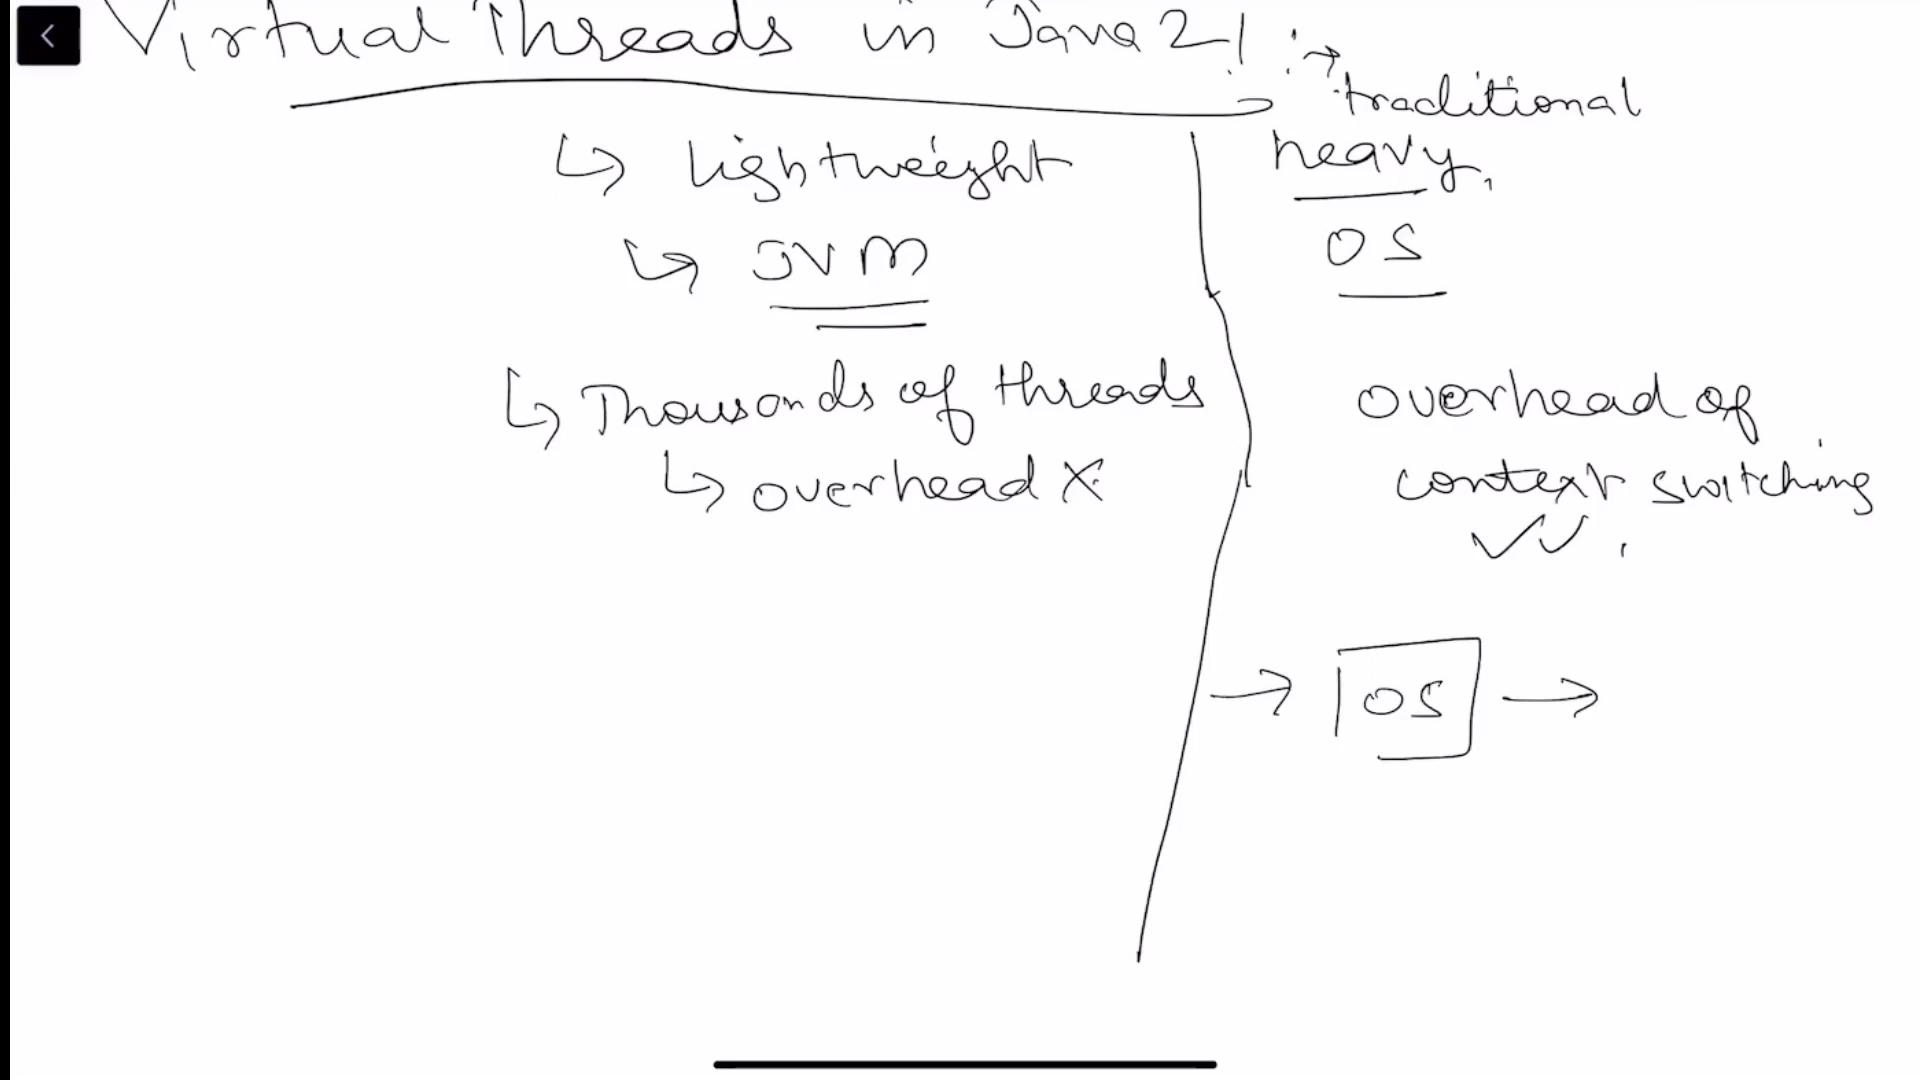 Virtual Threads in Java 21 :→
traditional
↳ Lightweight
heavy,
↳ JVM
OS
↳ Thousands of threads
↳ overhead X
overhead of
context switching
✓✓.
→ OS →